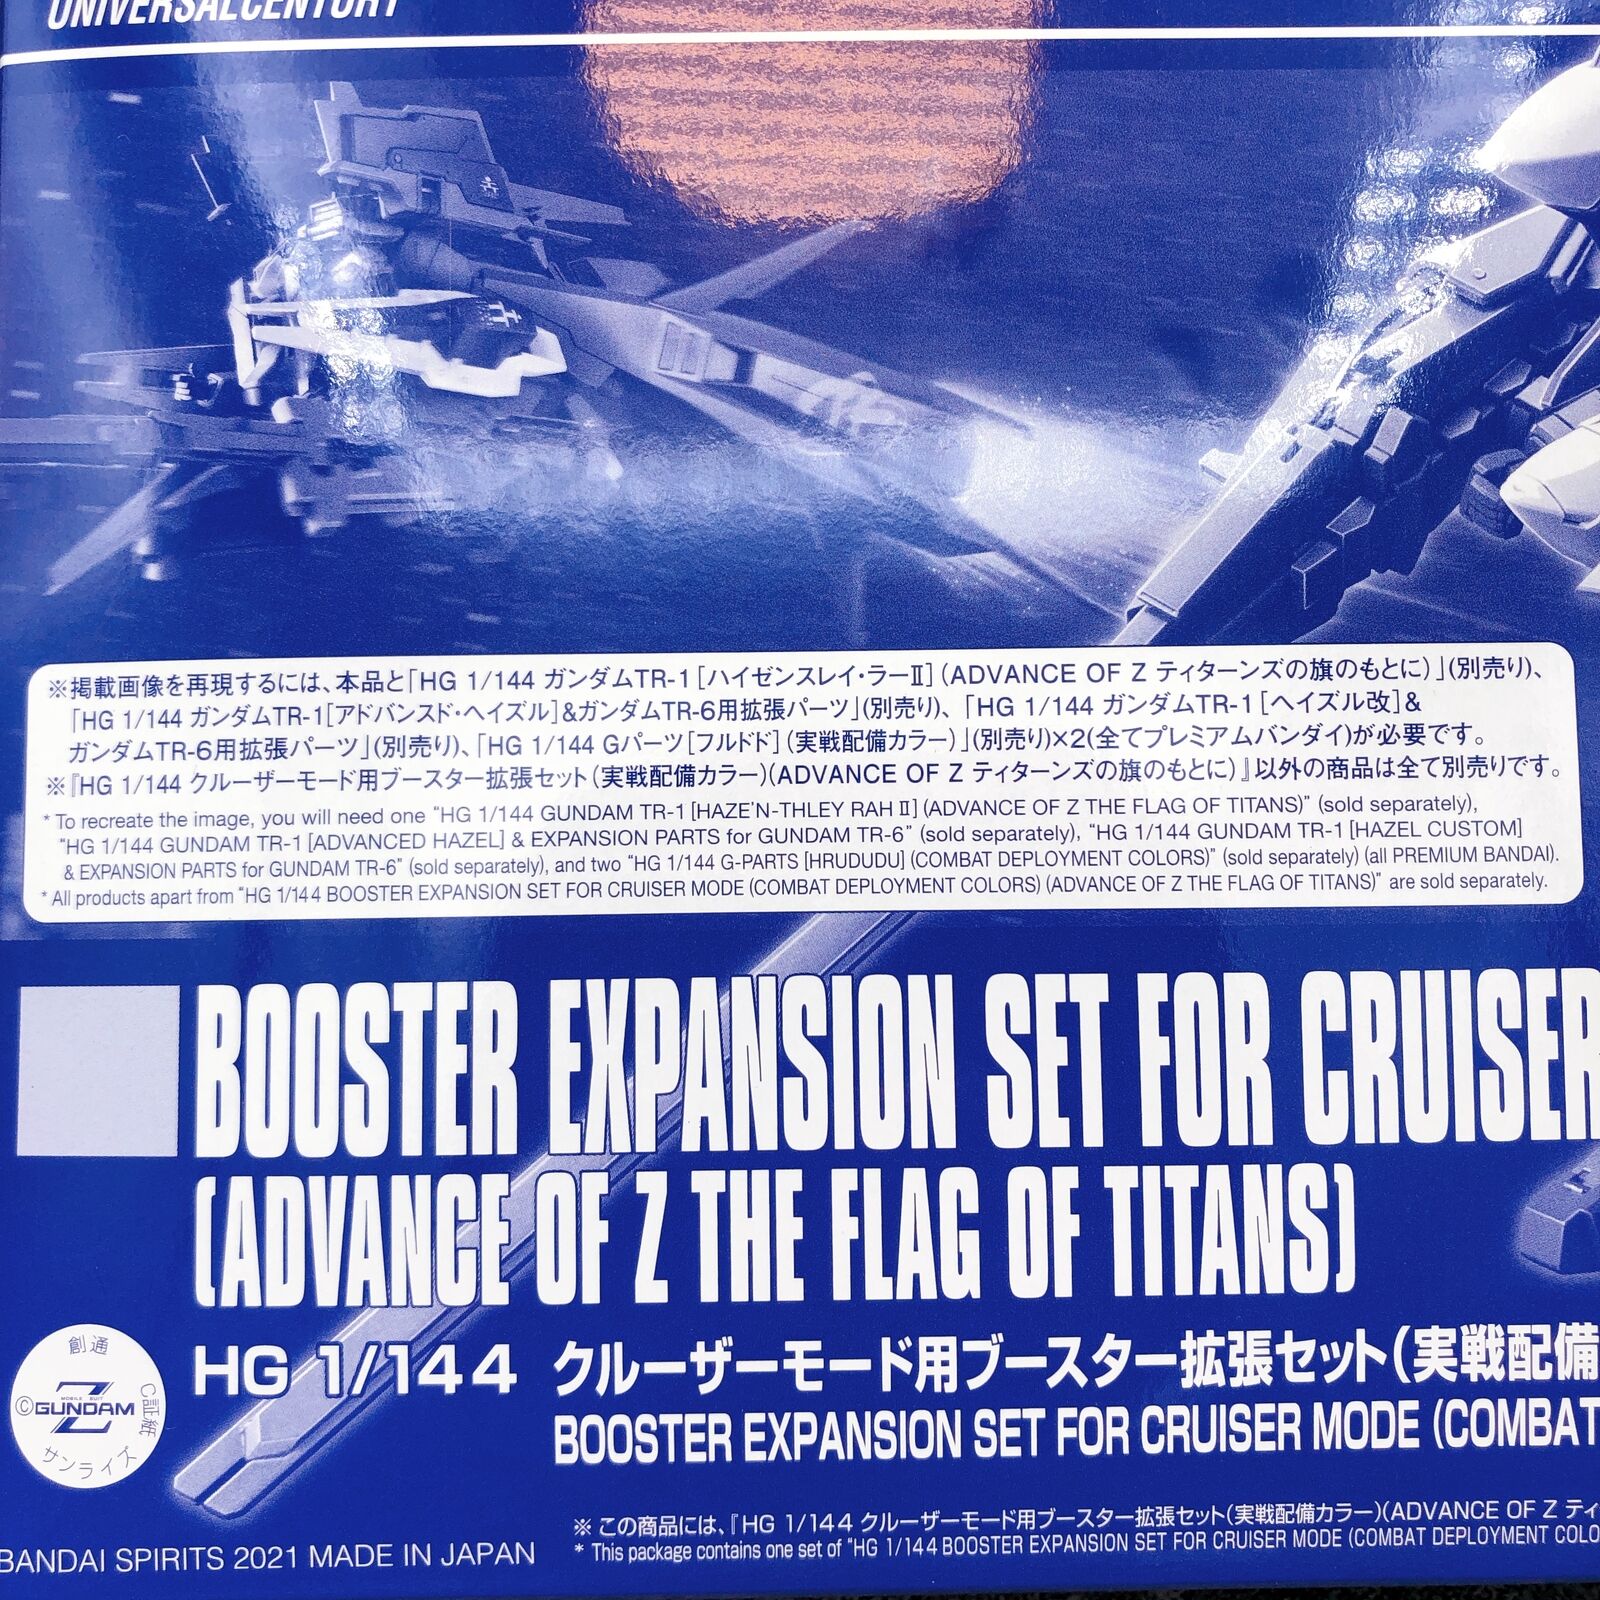 UNIVERSALCENTURY
※掲載画像を再現するには、本品と「HG 1/144 ガンダムTR-1［ハイゼンスレイ・ラーⅡ］（ADVANCE OF Z ティターンズの旗のもとに）」（別売り）、
「HG 1/144 ガンダムTR-1［アドバンスド・ヘイズル］&ガンダムTR-6用拡張パーツ」（別売り）、「HG 1/144 ガンダムTR-1［ヘイズル改］&
ガンダムTR-6用拡張パーツ」（別売り）、「HG 1/144 Gパーツ［フルドド］（実戦配備カラー）」（別売り）×2（全てプレミアムバンダイ）が必要です。
※『HG 1/144 クルーザーモード用ブースター拡張セット（実戦配備カラー）（ADVANCE OF Z ティターンズの旗のもとに）』以外の商品は全て別売りです。
* To recreate the image, you will need one "HG 1/144 GUNDAM TR-1 [HAZE'N-THLEY RAH Ⅱ] (ADVANCE OF Z THE FLAG OF TITANS)" (sold separately),
"HG 1/144 GUNDAM TR-1 [ADVANCED HAZEL] & EXPANSION PARTS for GUNDAM TR-6" (sold separately), "HG 1/144 GUNDAM TR-1 [HAZEL CUSTOM]
& EXPANSION PARTS for GUNDAM TR-6" (sold separately), and two "HG 1/144 G-PARTS [HRUDUDU] (COMBAT DEPLOYMENT COLORS)" (sold separately) (all PREMIUM BANDAI).
* All products apart from "HG 1/144 BOOSTER EXPANSION SET FOR CRUISER MODE (COMBAT DEPLOYMENT COLORS) (ADVANCE OF Z THE FLAG OF TITANS)" are sold separately.
BOOSTER EXPANSION SET FOR CRUISER
(ADVANCE OF Z THE FLAG OF TITANS)
HG 1/144 クルーザーモード用ブースター拡張セット（実戦配備
BOOSTER EXPANSION SET FOR CRUISER MODE (COMBAT
創通
MOBILE SUIT
©GUNDAM
Z
C証紙
サンライズ
※ この商品には、『HG 1/144 クルーザーモード用ブースター拡張セット（実戦配備カラー）（ADVANCE OF Z ティ
* This package contains one set of "HG 1/144 BOOSTER EXPANSION SET FOR CRUISER MODE (COMBAT DEPLOYMENT COLO
BANDAI SPIRITS 2021 MADE IN JAPAN